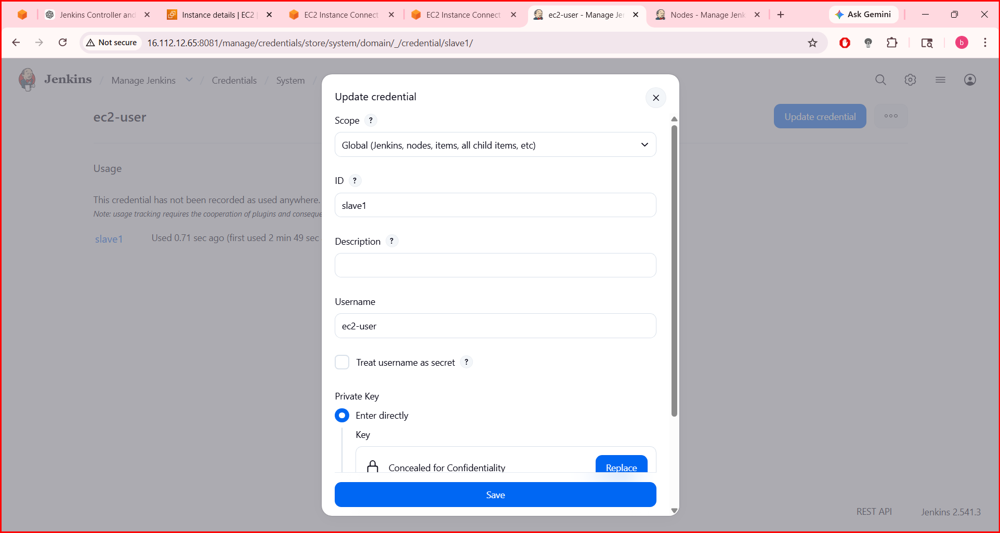 Jenkins Controller and
Instance details | EC2
EC2 Instance Connect
EC2 Instance Connect
ec2-user - Manage Jen
Nodes - Manage Jenk
Ask Gemini
Not secure
16.112.12.65:8081/manage/credentials/store/system/domain/_/credential/slave1/
b
Jenkins / Manage Jenkins / Credentials / System /
ec2-user
Update credential
Usage
This credential has not been recorded as used anywhere.
Note: usage tracking requires the cooperation of plugins and conseque
slave1
Used 0.71 sec ago (first used 2 min 49 sec
Update credential
Scope ?
Global (Jenkins, nodes, items, all child items, etc)
ID ?
slave1
Description ?
Username
ec2-user
Treat username as secret ?
Private Key
Enter directly
Key
Concealed for Confidentiality
Replace
Save
REST API
Jenkins 2.541.3